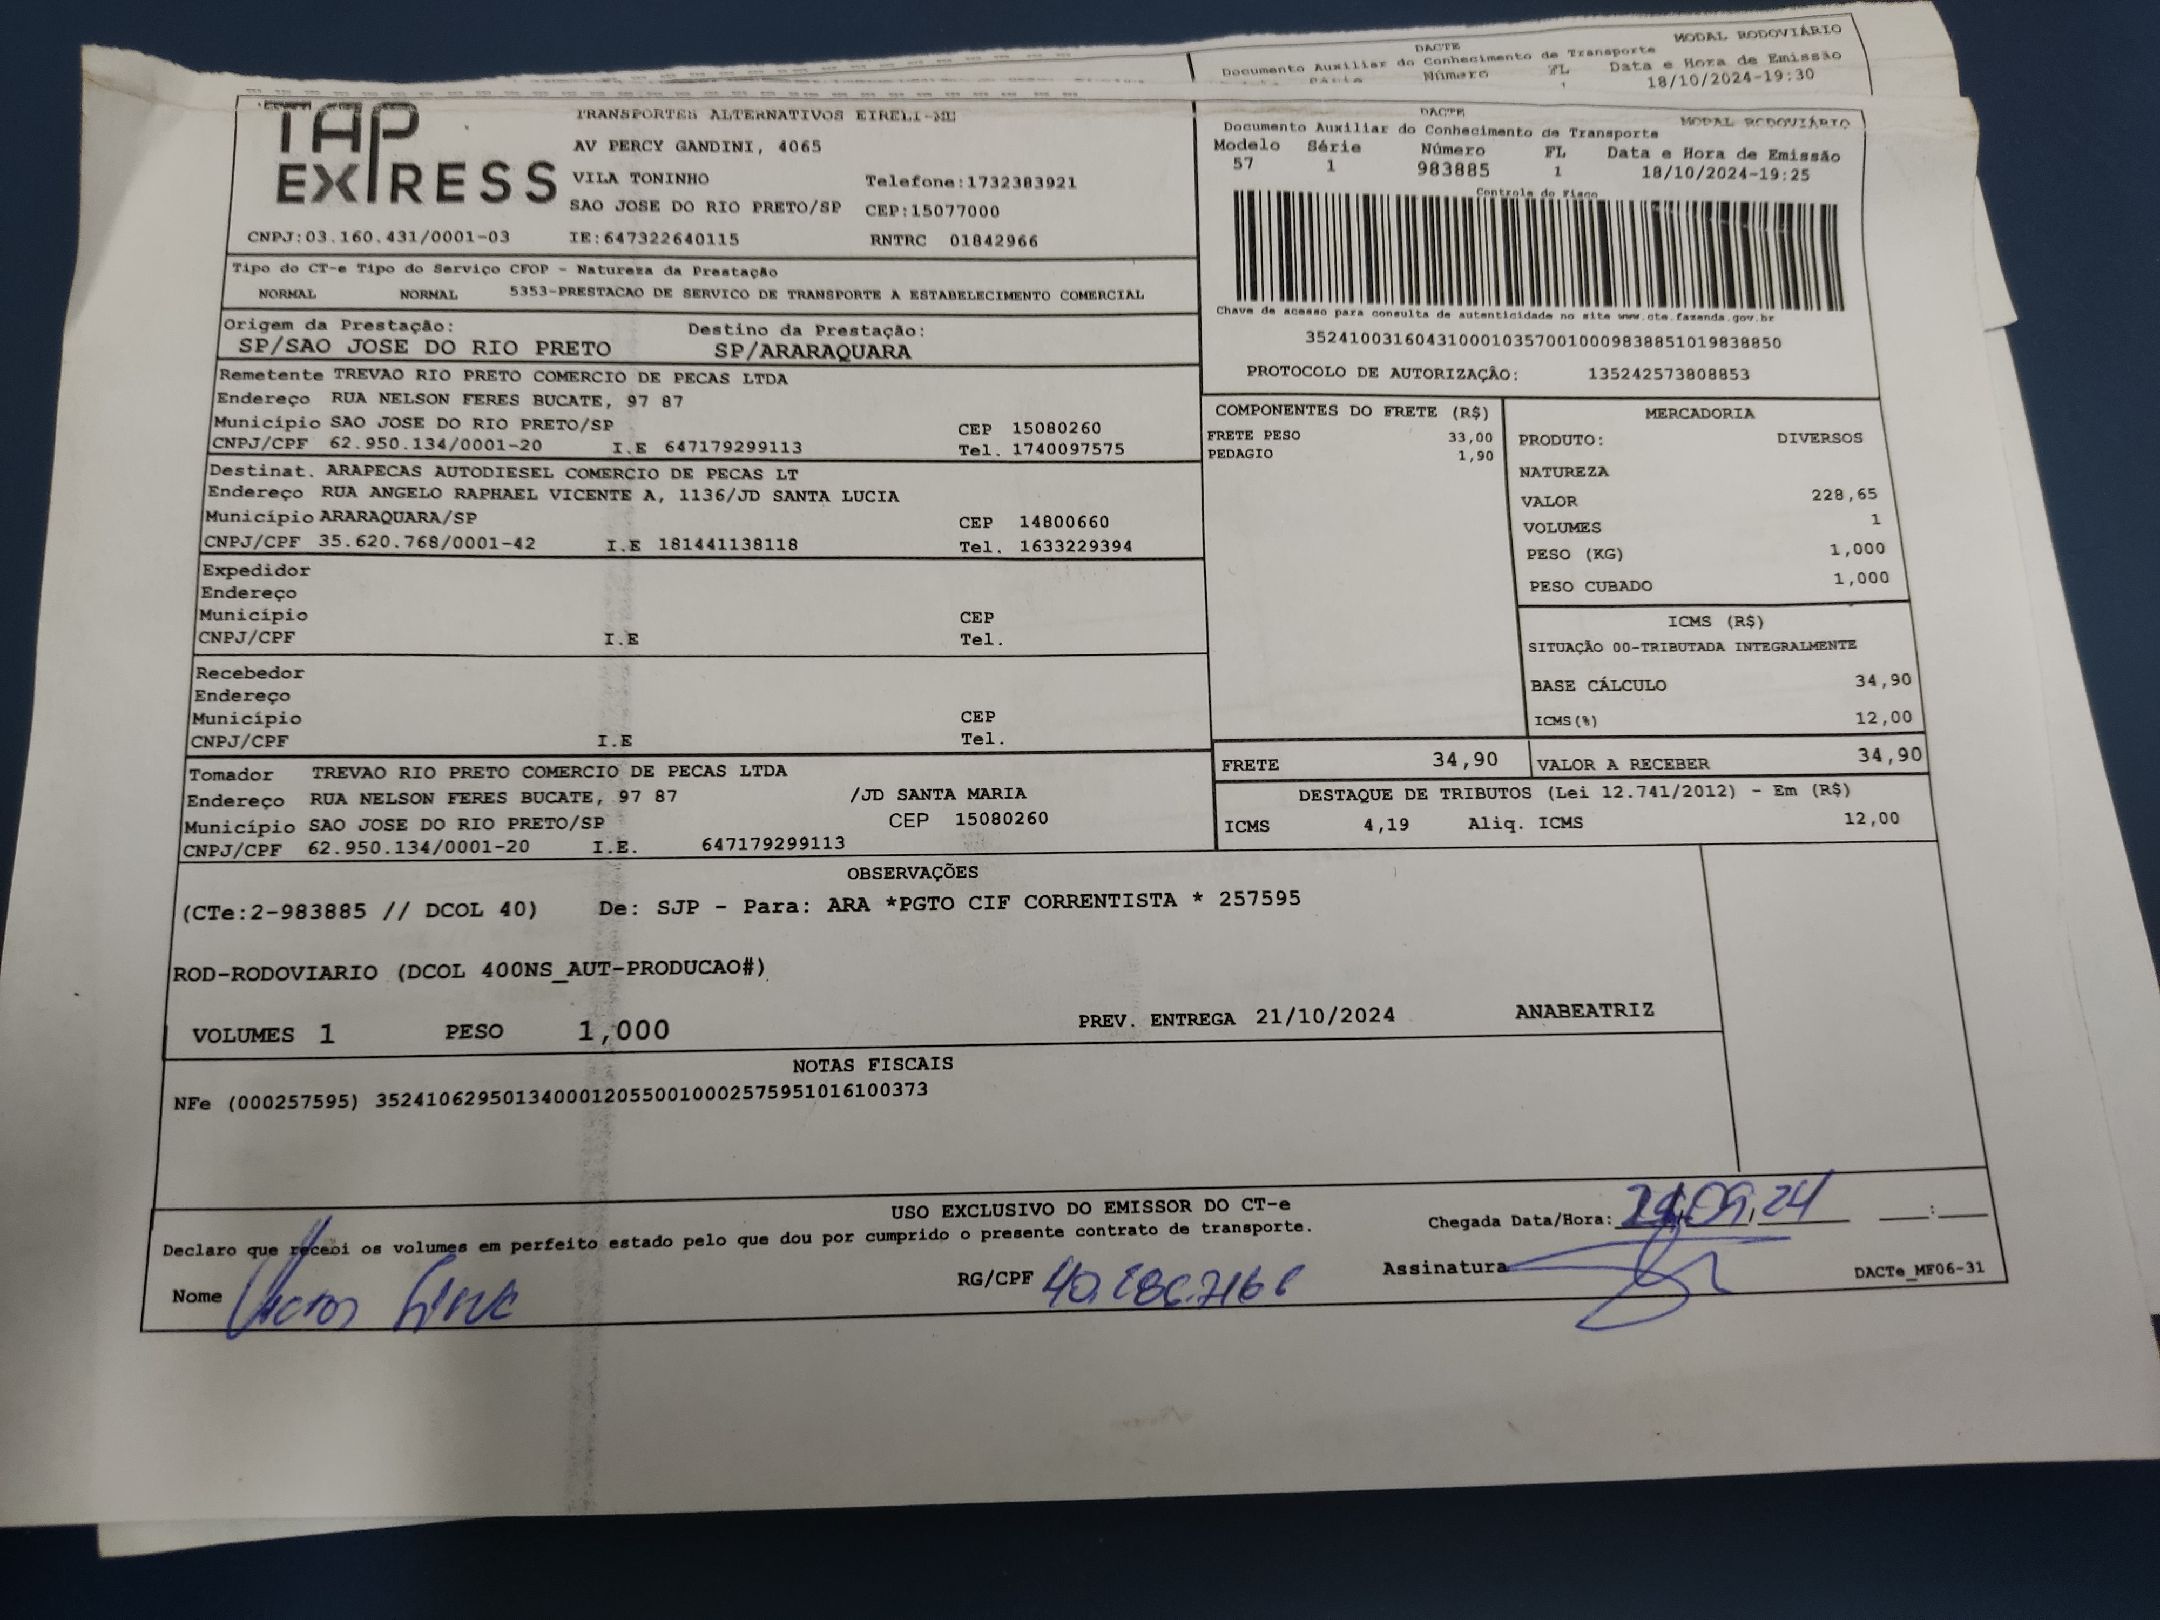 DACTE
MODAL RODOVIÁRIO
Documento Auxiliar do Conhecimento de Transporte
Número FL Data e Hora de Emissão
18/10/2024-19:30
TAP EXPRESS
TRANSPORTES ALTERNATIVOS EIRELI-ME
AV PERCY GANDINI, 4065
VILA TONINHO Telefone:1732383921
SAO JOSE DO RIO PRETO/SP CEP:15077000
CNPJ:03.160.431/0001-03 IE:647322640115 RNTRC 01842966
DACTE
MODAL RODOVIÁRIO
Documento Auxiliar do Conhecimento de Transporte
Modelo Série Número FL Data e Hora de Emissão
57 1 983885 1 18/10/2024-19:25
Controle do Fisco
Chave de acesso para consulta de autenticidade no site www.cte.fazenda.gov.br
35241003160431000103570010009838851019838850
PROTOCOLO DE AUTORIZAÇÃO: 135242573808853
Tipo do CT-e Tipo do Serviço CFOP - Natureza da Prestação
NORMAL NORMAL 5353-PRESTACAO DE SERVICO DE TRANSPORTE A ESTABELECIMENTO COMERCIAL
Origem da Prestação: Destino da Prestação:
SP/SAO JOSE DO RIO PRETO SP/ARARAQUARA
Remetente TREVAO RIO PRETO COMERCIO DE PECAS LTDA
Endereço RUA NELSON FERES BUCATE, 97 87
Município SAO JOSE DO RIO PRETO/SP CEP 15080260
CNPJ/CPF 62.950.134/0001-20 I.E 647179299113 Tel. 1740097575
Destinat. ARAPECAS AUTODIESEL COMERCIO DE PECAS LT
Endereço RUA ANGELO RAPHAEL VICENTE A, 1136/JD SANTA LUCIA
Município ARARAQUARA/SP CEP 14800660
CNPJ/CPF 35.620.768/0001-42 I.E 181441138118 Tel. 1633229394
Expedidor
Endereço
Município CEP
CNPJ/CPF I.E Tel.
Recebedor
Endereço
Município CEP
CNPJ/CPF I.E Tel.
Tomador TREVAO RIO PRETO COMERCIO DE PECAS LTDA
Endereço RUA NELSON FERES BUCATE, 97 87 /JD SANTA MARIA
Município SAO JOSE DO RIO PRETO/SP CEP 15080260
CNPJ/CPF 62.950.134/0001-20 I.E. 647179299113
COMPONENTES DO FRETE (R$)
FRETE PESO 33,00
PEDAGIO 1,90
MERCADORIA
PRODUTO: DIVERSOS
NATUREZA
VALOR 228,65
VOLUMES 1
PESO (KG) 1,000
PESO CUBADO 1,000
ICMS (R$)
SITUAÇÃO 00-TRIBUTADA INTEGRALMENTE
BASE CÁLCULO 34,90
ICMS(%) 12,00
FRETE 34,90 VALOR A RECEBER 34,90
DESTAQUE DE TRIBUTOS (Lei 12.741/2012) - Em (R$)
ICMS 4,19 Aliq. ICMS 12,00
OBSERVAÇÕES
(CTe:2-983885 // DCOL 40) De: SJP - Para: ARA *PGTO CIF CORRENTISTA * 257595
ROD-RODOVIARIO (DCOL 400NS_AUT-PRODUCAO#)
VOLUMES 1 PESO 1,000 PREV. ENTREGA 21/10/2024 ANABEATRIZ
NOTAS FISCAIS
NFe (000257595) 35241062950134000120550010002575951016100373
USO EXCLUSIVO DO EMISSOR DO CT-e
Declaro que recebi os volumes em perfeito estado pelo que dou por cumprido o presente contrato de transporte.
Chegada Data/Hora: :
Nome RG/CPF Assinatura
DACTe_MF06-31